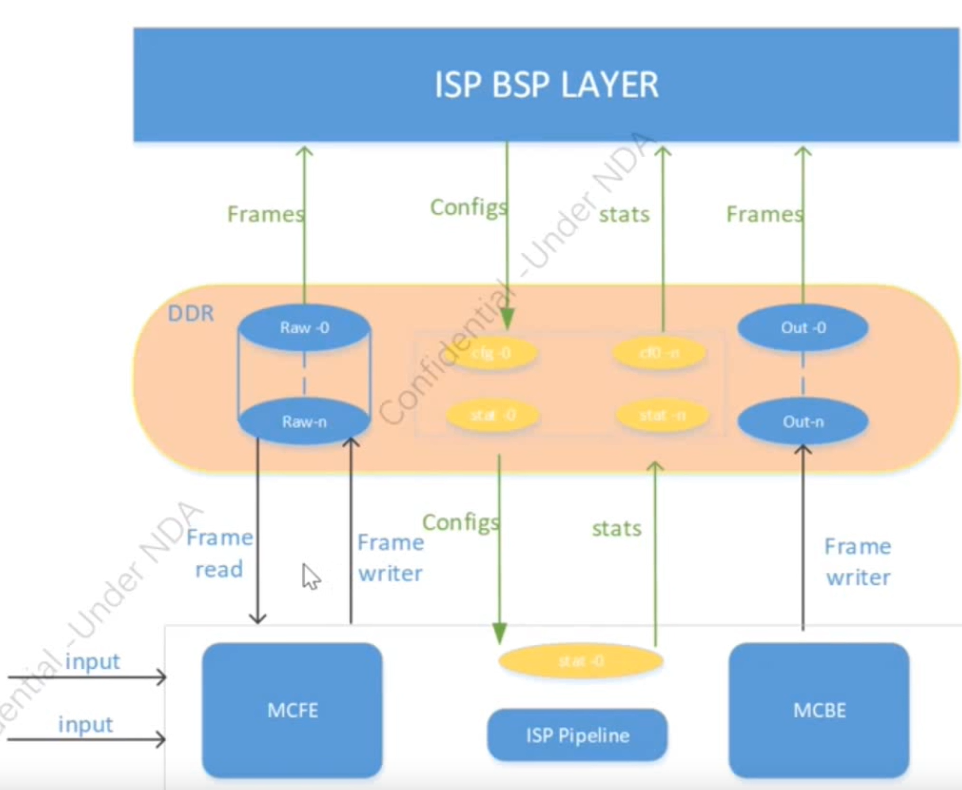 ISP BSP LAYER
Frames
Configs
stats
Frames
DDR
Raw -0
cfg -0
cf0 -n
Out -0
Raw-n
stat -0
stat -n
Out-n
Frame
read
Frame
writer
Configs
stats
Frame
writer
input
input
MCFE
stat -0
ISP Pipeline
MCBE
Confidential -Under NDA
ential -Under NDA